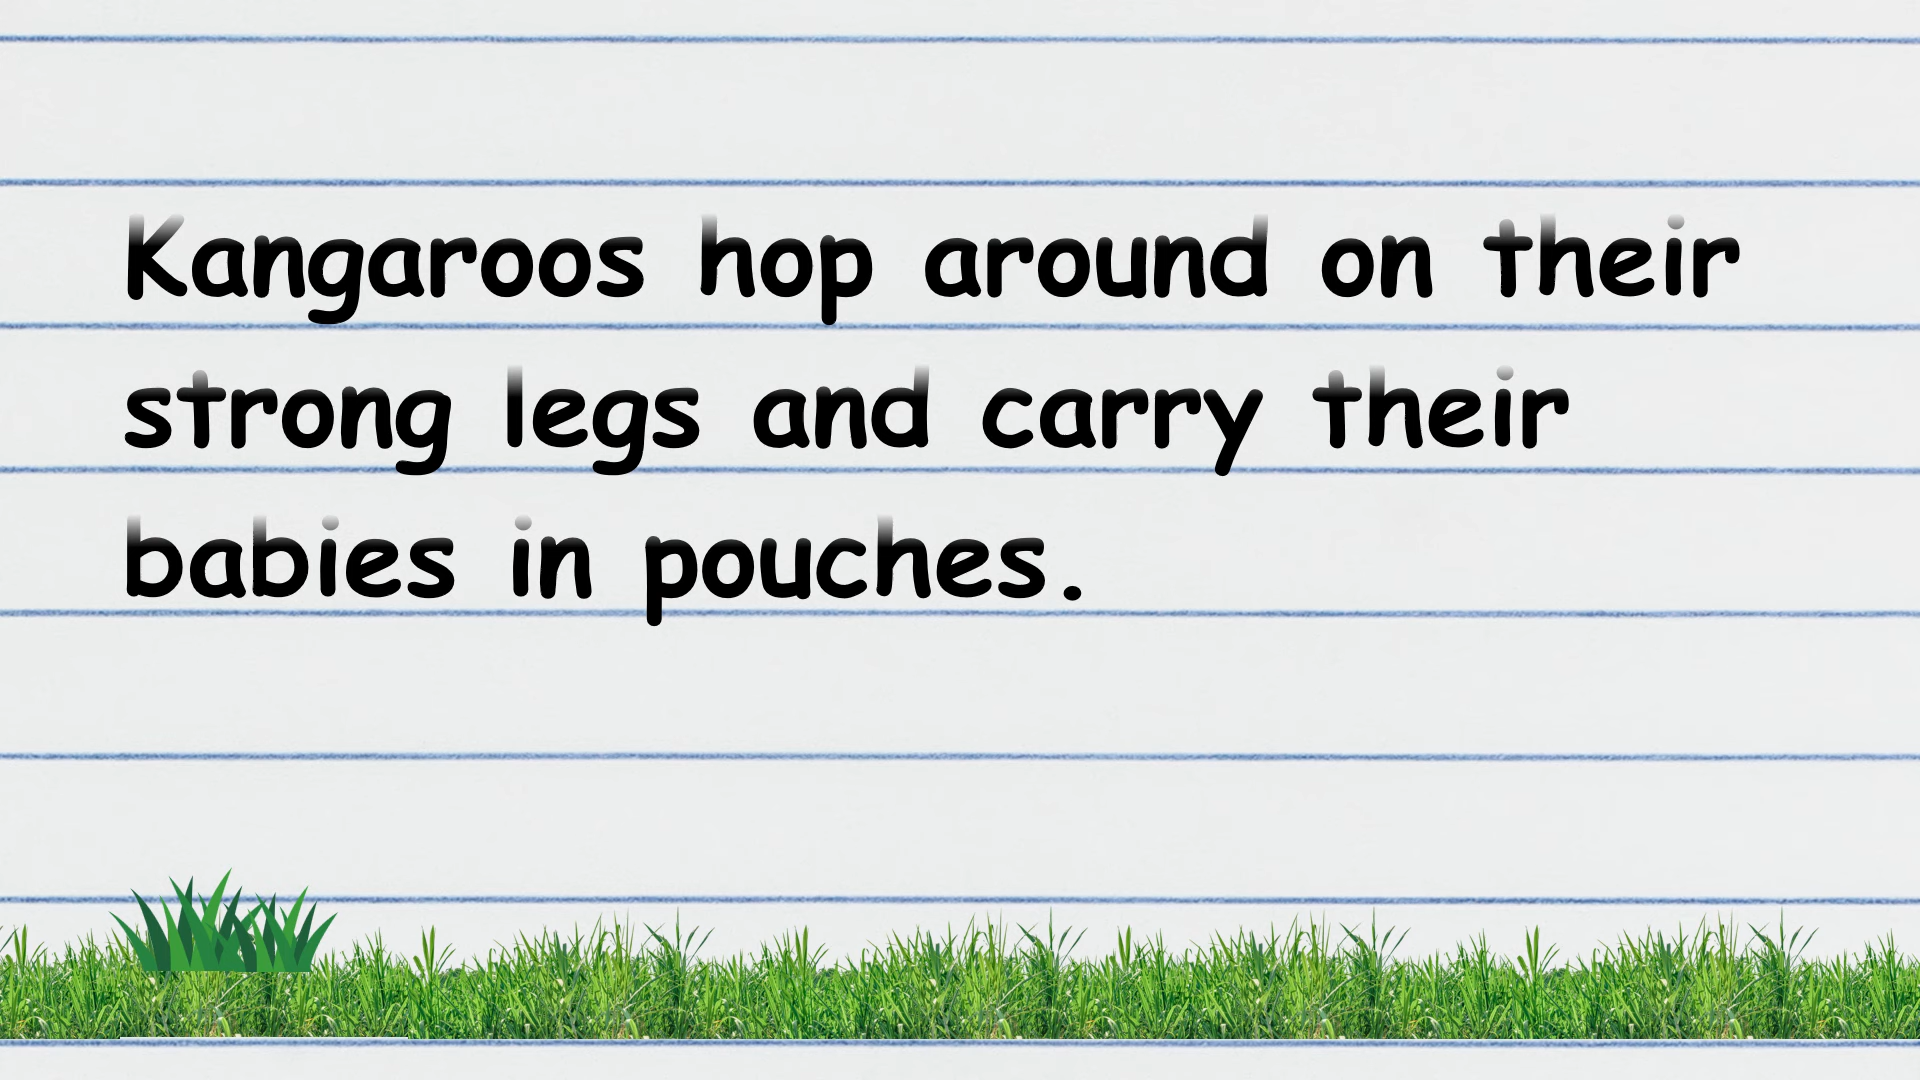 Kangaroos hop around on their
strong legs and carry their
babies in pouches.